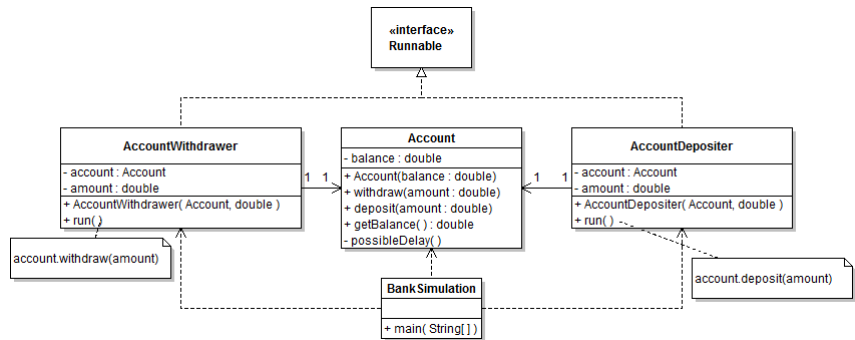 «interface»
Runnable
AccountWithdrawer
- account : Account
- amount : double
+ AccountWithdrawer( Account, double )
+ run( )
account.withdraw(amount)
1 1
Account
- balance : double
+ Account(balance : double)
+ withdraw(amount : double)
+ deposit(amount : double)
+ getBalance( ) : double
- possibleDelay( )
1 1
AccountDepositer
- account : Account
- amount : double
+ AccountDepositer( Account, double )
+ run( )
account.deposit(amount)
BankSimulation
+ main( String[ ] )